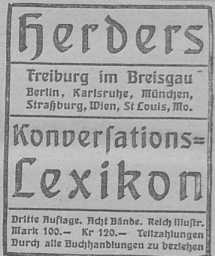 Herders
Freiburg im Breisgau
Berlin, Karlsruhe, München,
Straßburg, Wien, St Louis, Mo.
Konversations=
Lexikon
Dritte Auflage. Acht Bände. Reich illustr.
Mark 100.— Kr 120.— Teilzahlungen
Durch alle Buchhandlungen zu beziehen